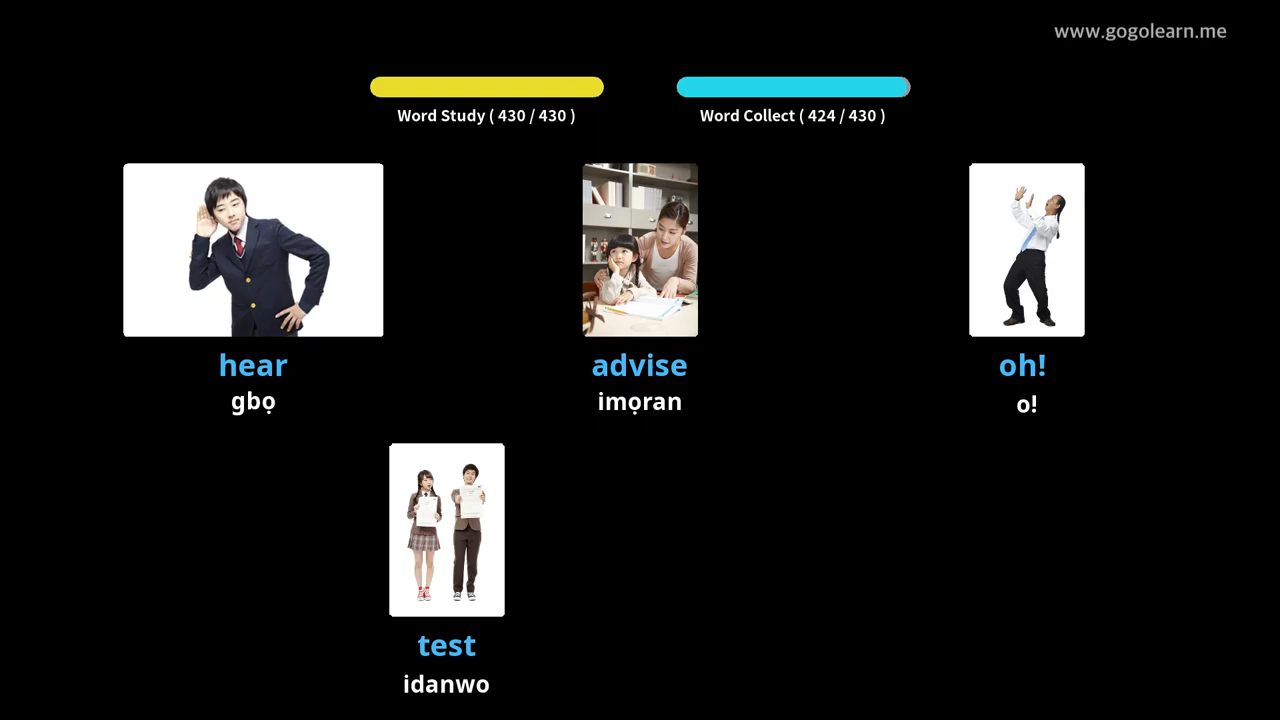 www.gogolearn.me
Word Study ( 430 / 430 )
Word Collect ( 424 / 430 )
hear
gbọ
advise
imọran
oh!
o!
test
idanwo